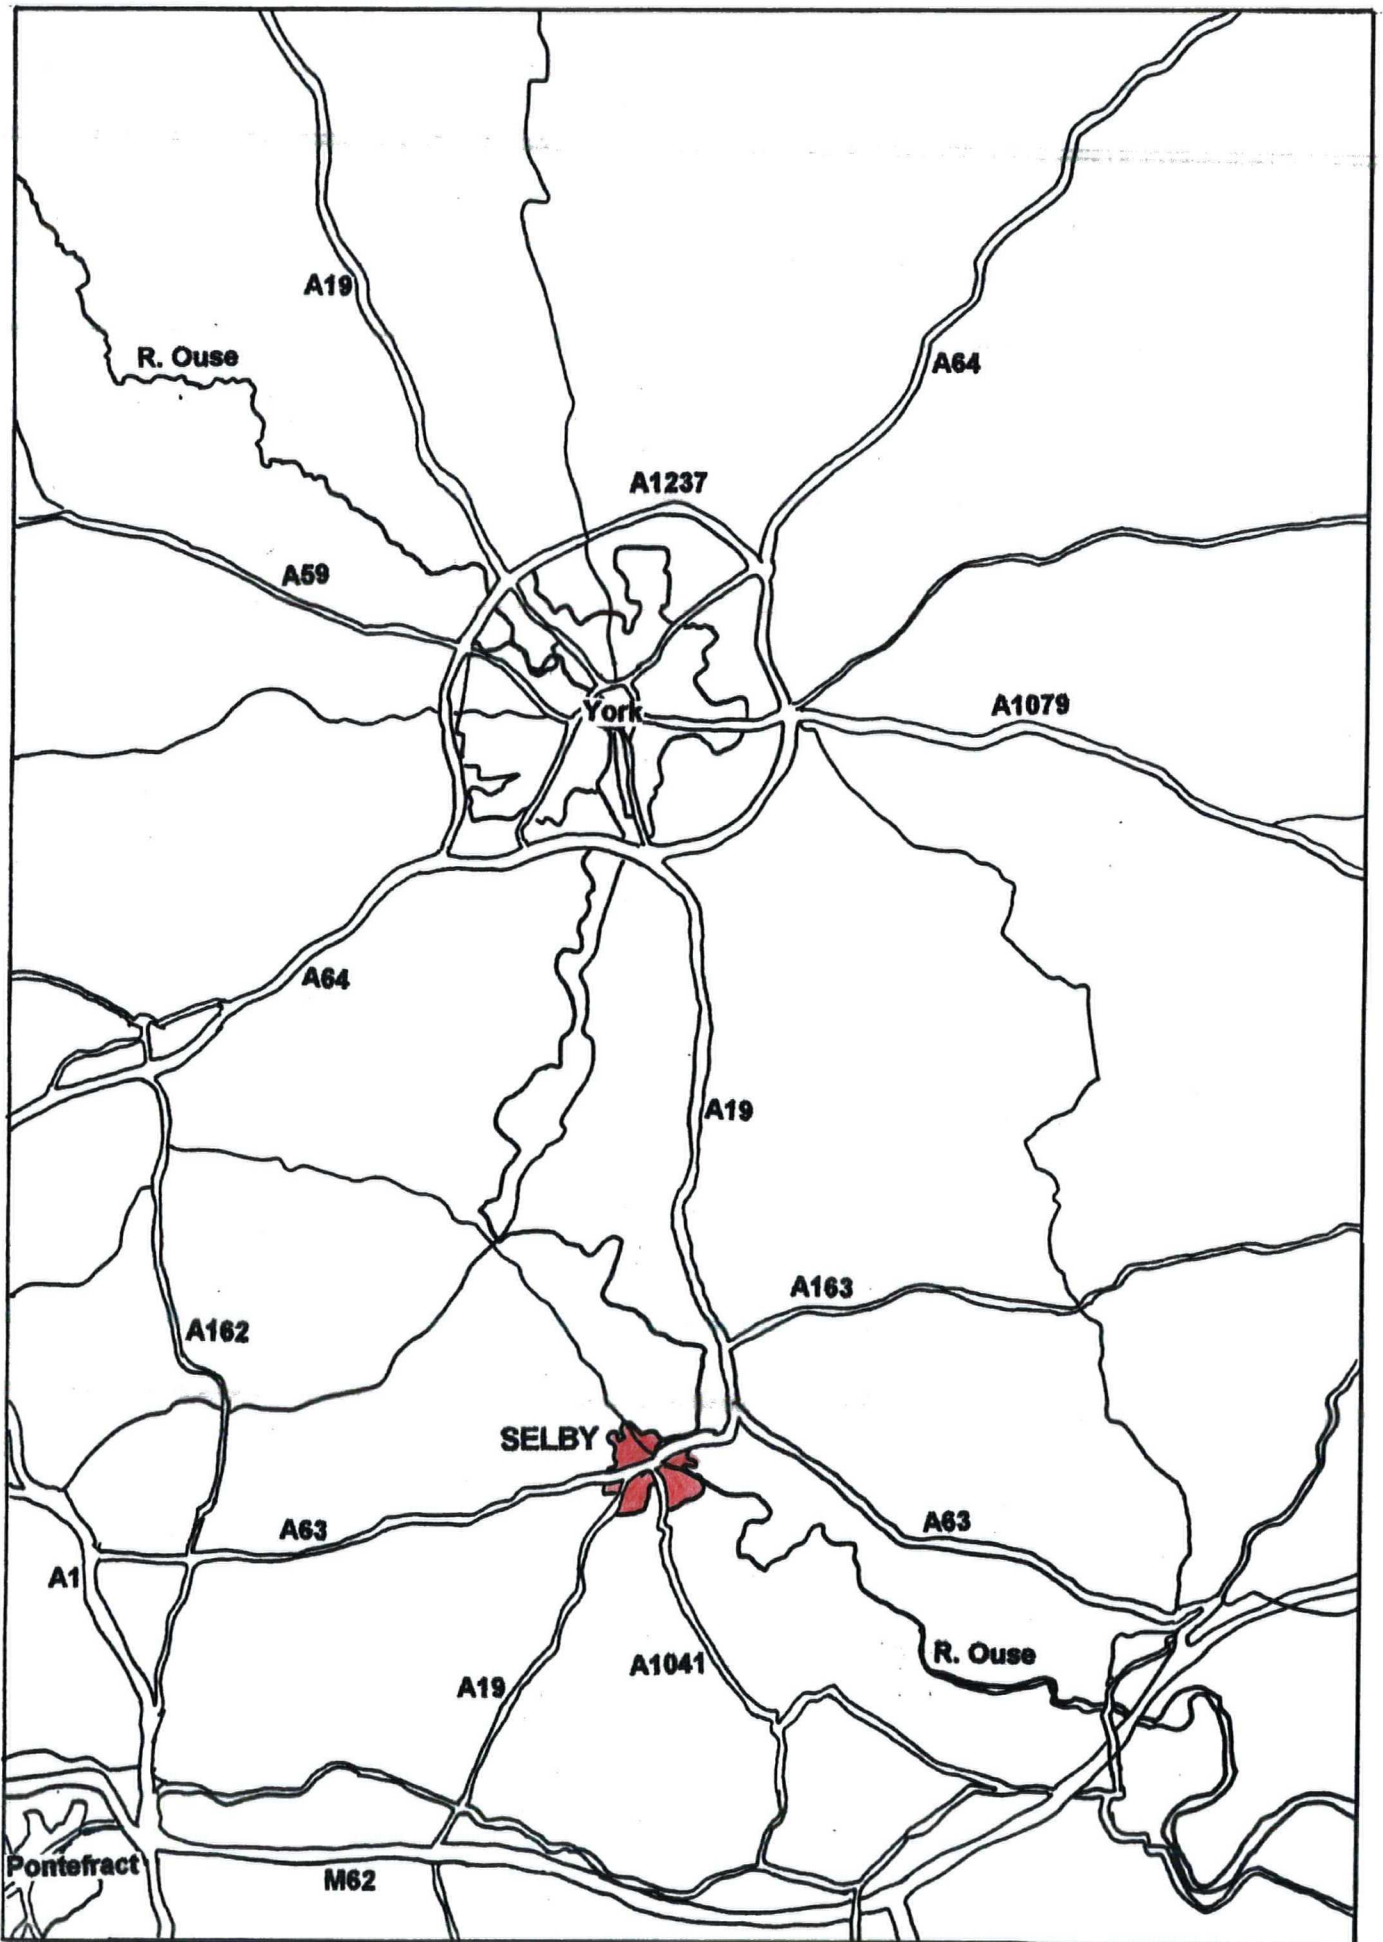 A19
R. Ouse
A64
A1237
A59
A1079
York
A64
A19
A163
A162
SELBY
A63
A63
A1
R. Ouse
A1041
A19
Pontefract
M62